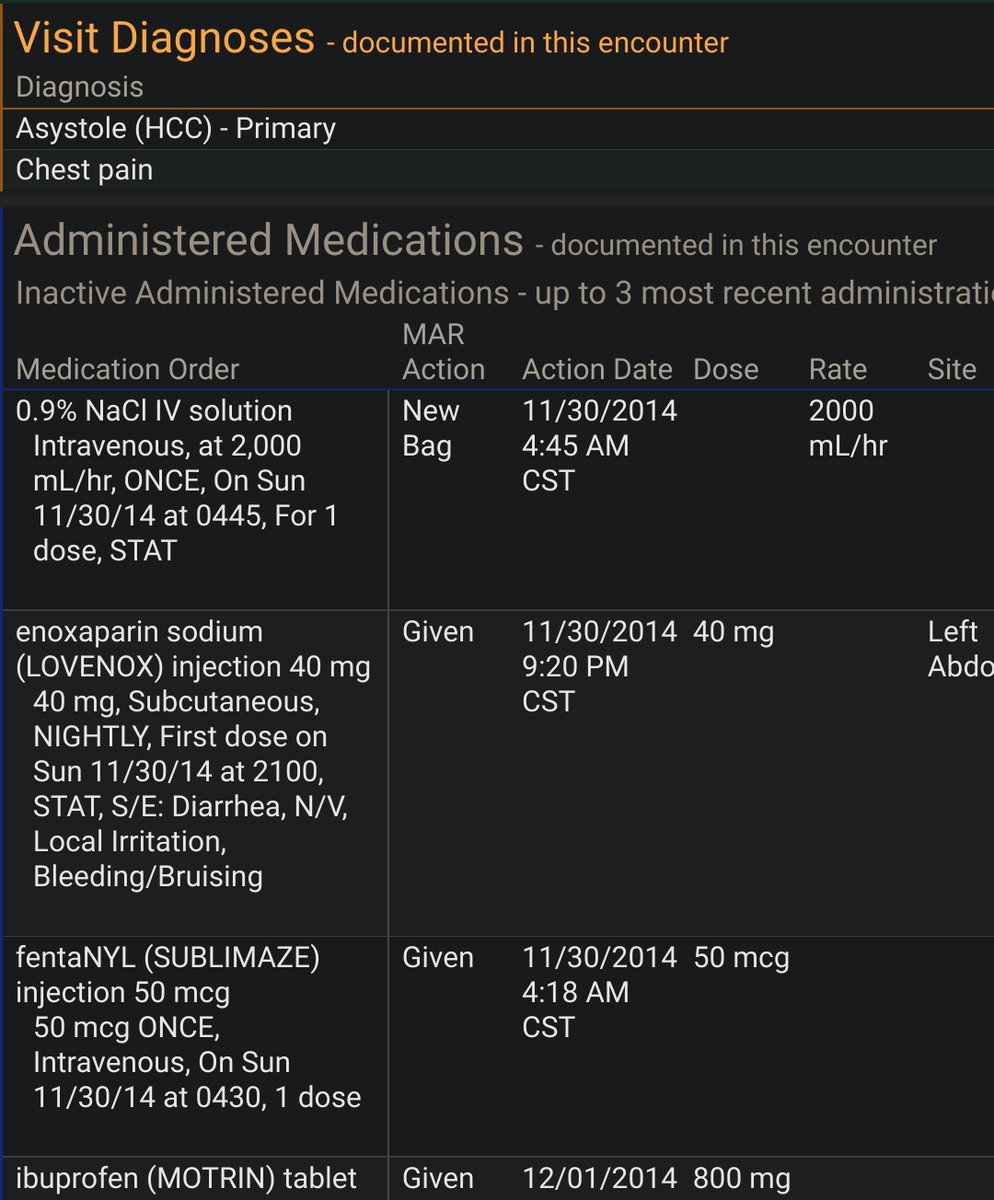 Visit Diagnoses - documented in this encounter
Diagnosis
Asystole (HCC) - Primary
Chest pain
Administered Medications - documented in this encounter
Inactive Administered Medications - up to 3 most recent
Medication Order
MAR Action
Action Date
Dose
Rate
Site
0.9% NaCl IV solution
Intravenous, at 2,000
mL/hr, ONCE, On Sun
11/30/14 at 0445, For 1
dose, STAT
New
Bag
11/30/2014
4:45 AM
CST
2000
mL/hr
enoxaparin sodium
(LOVENOX) injection 40 mg
40 mg, Subcutaneous,
NIGHTLY, First dose on
Sun 11/30/14 at 2100,
STAT, S/E: Diarrhea, N/V,
Local Irritation,
Bleeding/Bruising
Given
11/30/2014
9:20 PM
CST
40 mg
Left
Abdo
fentaNYL (SUBLIMAZE)
injection 50 mcg
50 mcg ONCE,
Intravenous, On Sun
11/30/14 at 0430, 1 dose
Given
11/30/2014
4:18 AM
CST
50 mcg
ibuprofen (MOTRIN) tablet
Given
12/01/2014
800 mg